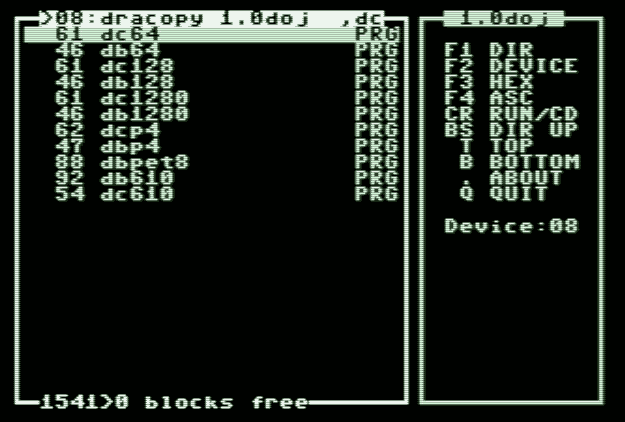 >08:dracopy 1.0doj  ,dc
61 dc64 PRG
46 db64 PRG
61 dc128 PRG
46 db128 PRG
61 dc1280 PRG
46 db1280 PRG
62 dcp4 PRG
47 dbp4 PRG
88 dbpet8 PRG
92 db610 PRG
54 dc610 PRG
1541>0 blocks free
1.0doj
F1 DIR
F2 DEVICE
F3 HEX
F4 ASC
CR RUN/CD
BS DIR UP
T TOP
B BOTTOM
. ABOUT
Q QUIT
Device:08